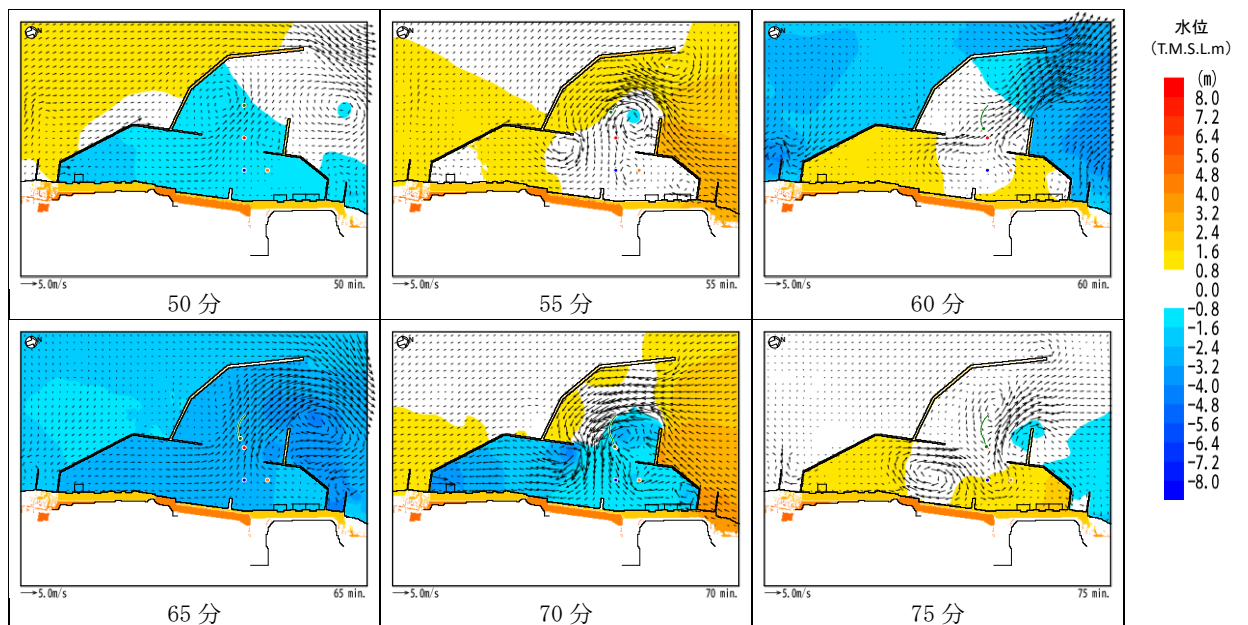 N
→5.0m/s 50 min.
50 分
N
→5.0m/s 55 min.
55 分
N
→5.0m/s 60 min.
60 分
N
→5.0m/s 65 min.
65 分
N
→5.0m/s 70 min.
70 分
N
→5.0m/s 75 min.
75 分
水位
(T.M.S.L.m)
(m)
8.0
7.2
6.4
5.6
4.8
4.0
3.2
2.4
1.6
0.8
0.0
-0.8
-1.6
-2.4
-3.2
-4.0
-4.8
-5.6
-6.4
-7.2
-8.0